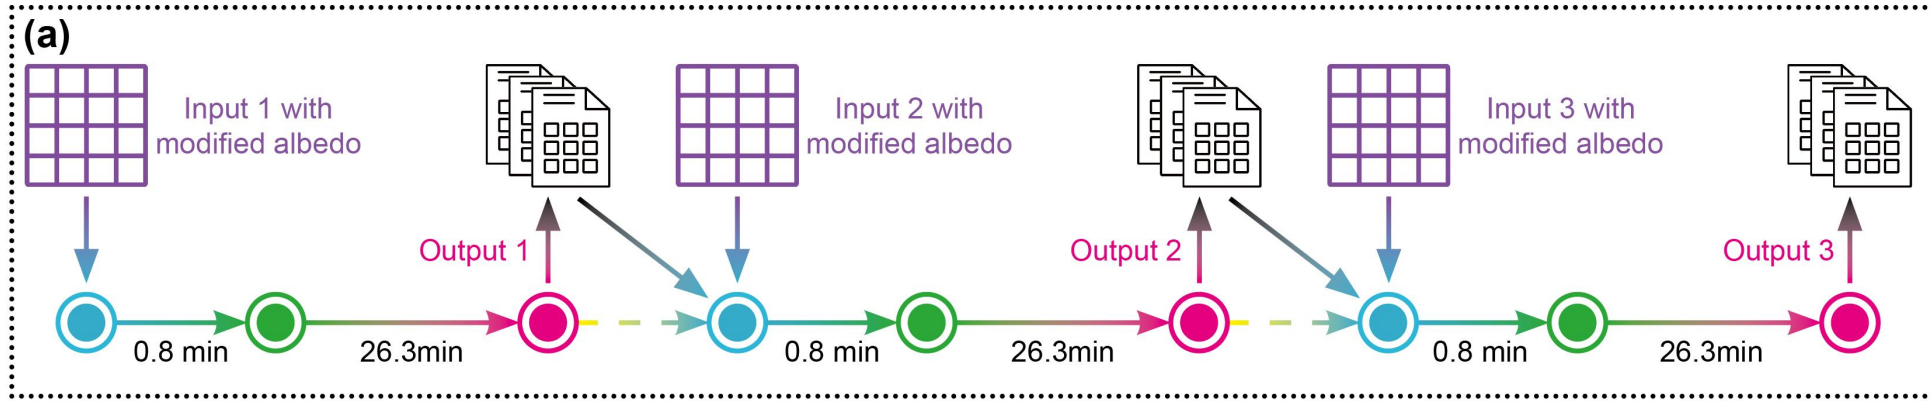 (a)
Input 1 with
modified albedo
Input 2 with
modified albedo
Input 3 with
modified albedo
Output 1
Output 2
Output 3
0.8 min
26.3min
0.8 min
26.3min
0.8 min
26.3min